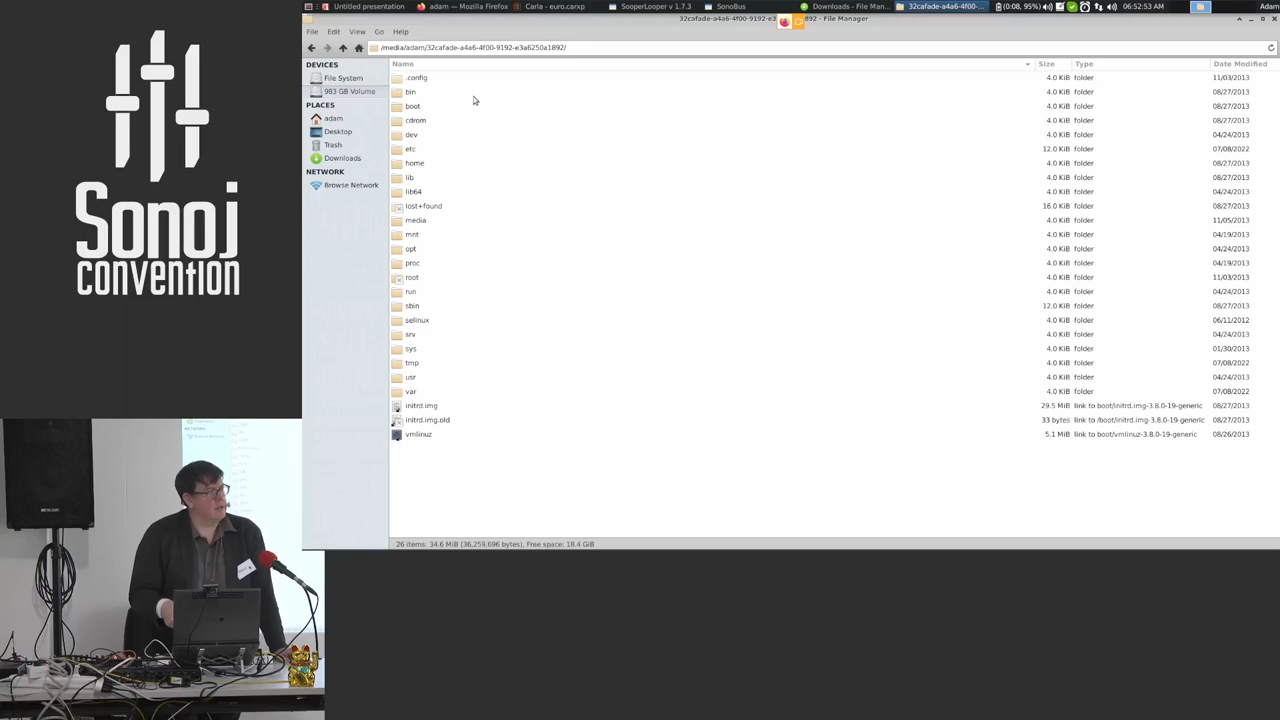 Untitled presentation
adam — Mozilla Firefox
Carla - euro.carxp
SooperLooper v 1.7.3
SonoBus
Downloads - File Man...
32cafade-a4a6-4f00-...
(0:08, 95%)
06:52:53 AM
Adam
32cafade-a4a6-4f00-9192-e3
892 - File Manager
File Edit View Go Help
/media/adam/32cafade-a4a6-4f00-9192-e3a6250a1892/
DEVICES
File System
983 GB Volume
PLACES
adam
Desktop
Trash
Downloads
NETWORK
Browse Network
Name Size Type Date Modified
.config 4.0 KiB folder 11/03/2013
bin 4.0 KiB folder 08/27/2013
boot 4.0 KiB folder 08/27/2013
cdrom 4.0 KiB folder 08/27/2013
dev 4.0 KiB folder 04/24/2013
etc 12.0 KiB folder 07/08/2022
home 4.0 KiB folder 08/27/2013
lib 4.0 KiB folder 08/27/2013
lib64 4.0 KiB folder 04/24/2013
lost+found 16.0 KiB folder 08/27/2013
media 4.0 KiB folder 11/05/2013
mnt 4.0 KiB folder 04/19/2013
opt 4.0 KiB folder 04/24/2013
proc 4.0 KiB folder 04/19/2013
root 4.0 KiB folder 11/03/2013
run 4.0 KiB folder 04/24/2013
sbin 12.0 KiB folder 08/27/2013
selinux 4.0 KiB folder 06/11/2012
srv 4.0 KiB folder 04/24/2013
sys 4.0 KiB folder 01/30/2013
tmp 4.0 KiB folder 07/08/2022
usr 4.0 KiB folder 04/24/2013
var 4.0 KiB folder 07/08/2022
initrd.img 29.5 MiB link to boot/initrd.img-3.8.0-19-generic 08/27/2013
initrd.img.old 33 bytes link to /boot/initrd.img-3.8.0-19-generic 08/27/2013
vmlinuz 5.1 MiB link to boot/vmlinuz-3.8.0-19-generic 08/26/2013
26 items: 34.6 MiB (36,259,696 bytes), Free space: 18.4 GiB
Sonoj
convention